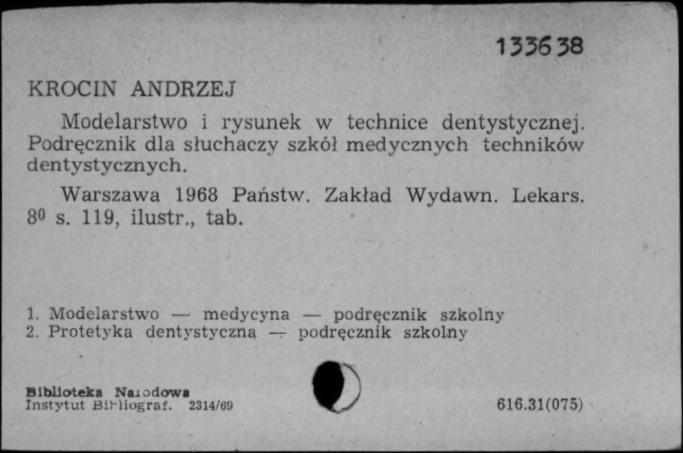 133638
KROCIN ANDRZEJ
Modelarstwo i rysunek w technice dentystycznej.
Podręcznik dla słuchaczy szkół medycznych techników
dentystycznych.
Warszawa 1968 Państw. Zakład Wydawn. Lekars.
8⁰ s. 119, ilustr., tab.
1. Modelarstwo — medycyna — podręcznik szkolny
2. Protetyka dentystyczna — podręcznik szkolny
Biblioteka Narodowa
Instytut Bibliograf. 2314/69
616.31(075)